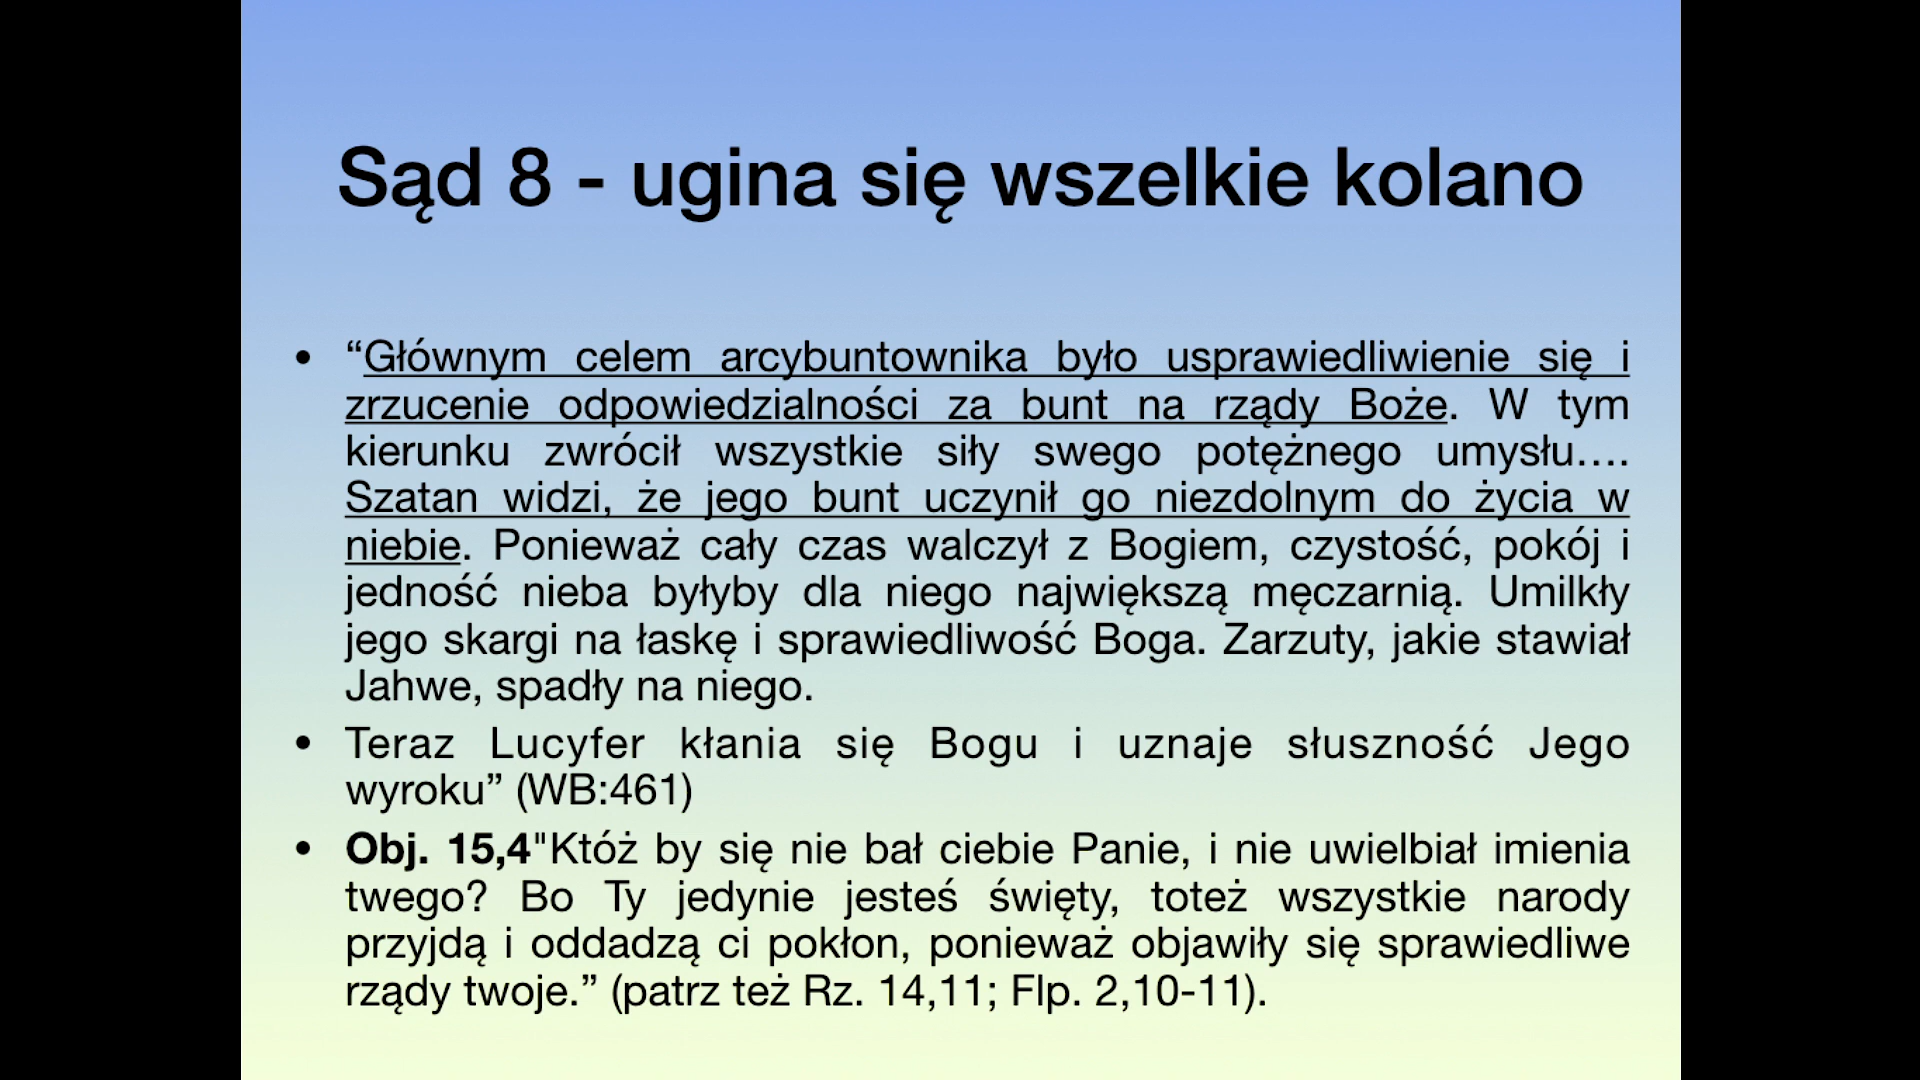 Sąd 8 - ugina się wszelkie kolano
• “Głównym celem arcybuntownika było usprawiedliwienie się i
zrzucenie odpowiedzialności za bunt na rządy Boże. W tym
kierunku zwrócił wszystkie siły swego potężnego umysłu….
Szatan widzi, że jego bunt uczynił go niezdolnym do życia w
niebie. Ponieważ cały czas walczył z Bogiem, czystość, pokój i
jedność nieba byłyby dla niego największą męczarnią. Umilkły
jego skargi na łaskę i sprawiedliwość Boga. Zarzuty, jakie stawiał
Jahwe, spadły na niego.
• Teraz Lucyfer kłania się Bogu i uznaje słuszność Jego
wyroku” (WB:461)
• Obj. 15,4"Któż by się nie bał ciebie Panie, i nie uwielbiał imienia
twego? Bo Ty jedynie jesteś święty, toteż wszystkie narody
przyjdą i oddadzą ci pokłon, ponieważ objawiły się sprawiedliwe
rządy twoje.” (patrz też Rz. 14,11; Flp. 2,10-11).